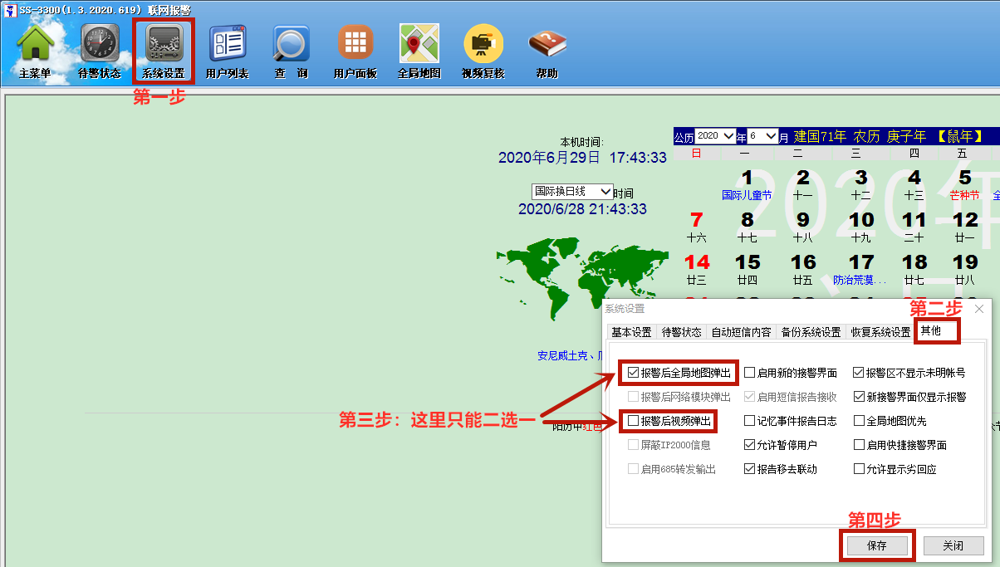 SS-3300(1.3.2020.619) 联网报警
主菜单 待警状态 系统设置 用户列表 查 询 用户面板 全局地图 视频复核 帮助
第一步
本机时间:
2020年6月29日 17:43:33
国际换日线 时间
2020/6/28 21:43:33
公历 2020 年 6 月 建国71年 农历 庚子年 【鼠年】
日 一 二 三 四 五
1 2 3 4 5
国际儿童节 十一 十二 十三 芒种节
7 8 9 10 11 12
十六 十七 十八 十九 二十 廿一
14 15 16 17 18 19
廿三 廿四 廿五 防治荒漠... 廿七 廿八
2020年
安尼威土克、
阳历中红色
系统设置
第二步
基本设置 待警状态 自动短信内容 备份系统设置 恢复系统设置 其他
报警后全局地图弹出 启用新的接警界面 报警区不显示未明帐号
报警后网络模块弹出 启用短信报告接收 新接警界面仅显示报警
第三步：这里只能二选一
报警后视频弹出 记忆事件报告日志 全局地图优先
屏蔽IP2000信息 允许暂停用户 启用快捷接警界面
启用685转发输出 报告移去联动 允许显示劣回应
第四步
保存 关闭